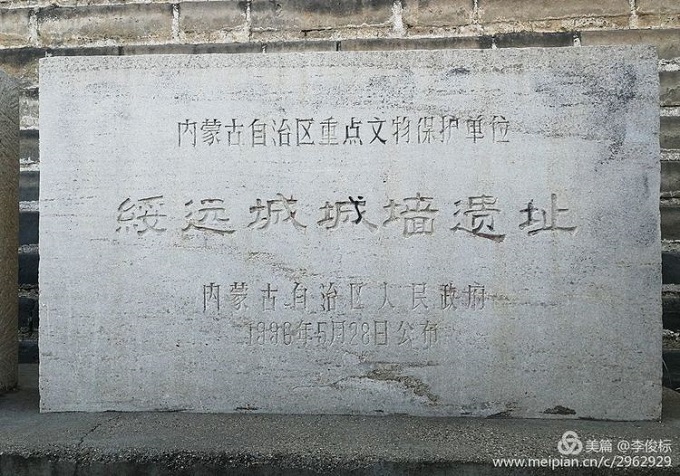 内蒙古自治区重点文物保护单位
綏远城城墙遗址
内蒙古自治区人民政府
1996年5月28日公布
美篇 @李俊标
www.meipian.cn/c/2962929